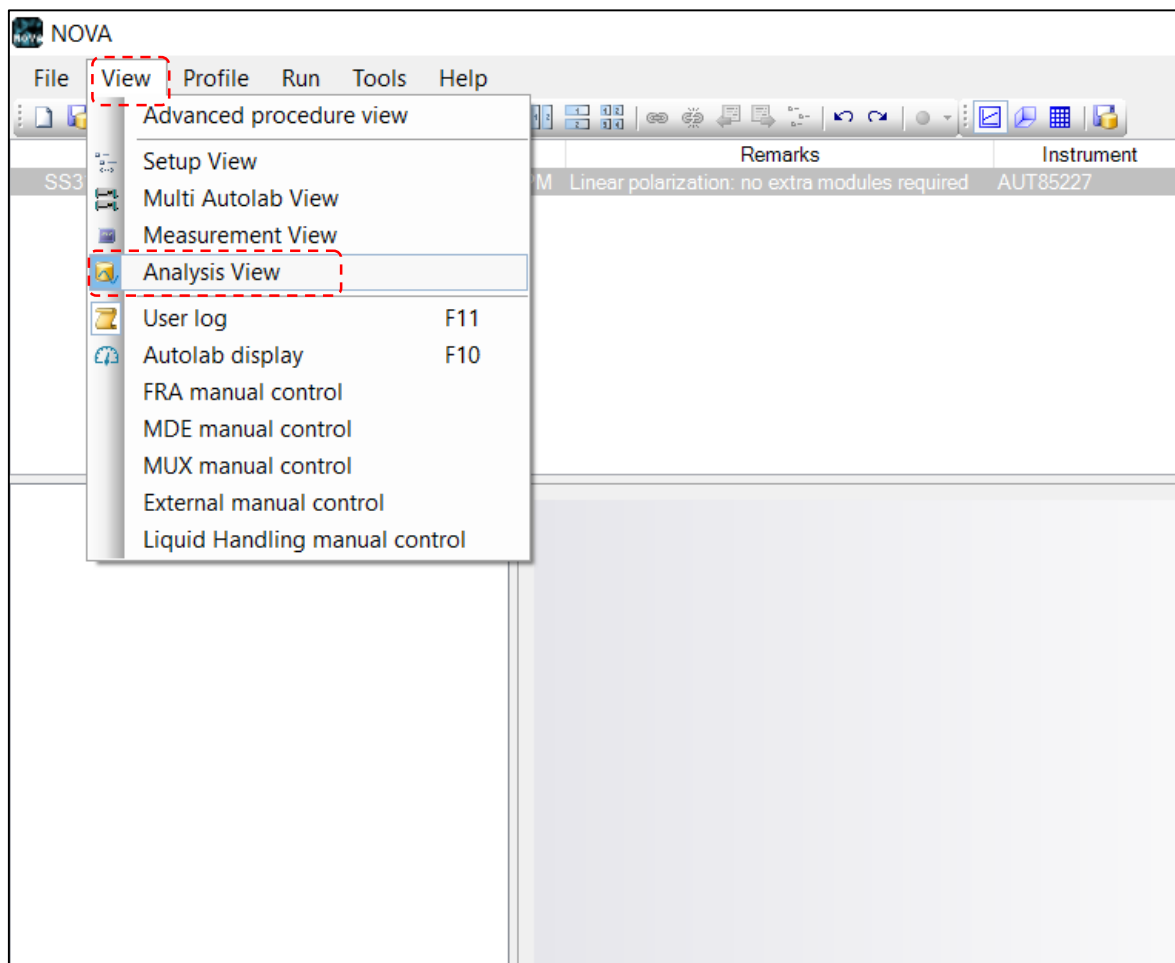 NOVA
File View Profile Run Tools Help
Advanced procedure view
Remarks Instrument
Setup View
SS3 PM Linear polarization: no extra modules required AUT85227
Multi Autolab View
Measurement View
Analysis View
User log F11
Autolab display F10
FRA manual control
MDE manual control
MUX manual control
External manual control
Liquid Handling manual control